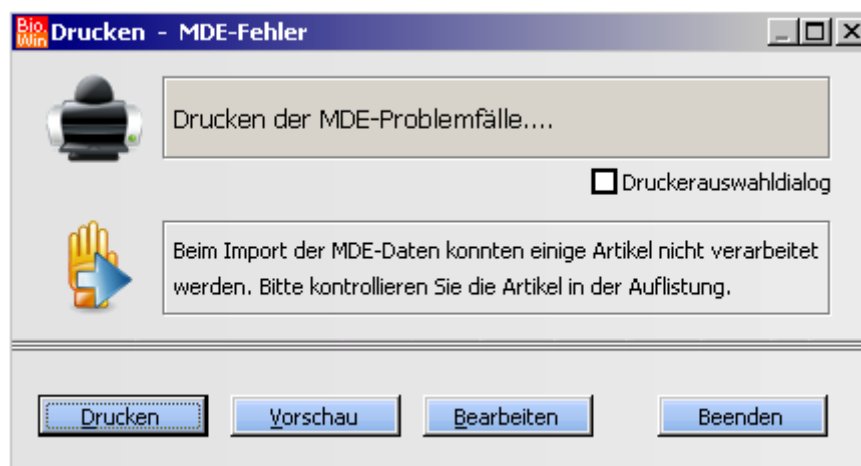 Bio.
Win
Drucken - MDE-Fehler
Drucken der MDE-Problemfälle....
Druckerauswahldialog
Beim Import der MDE-Daten konnten einige Artikel nicht verarbeitet
werden. Bitte kontrollieren Sie die Artikel in der Auflistung.
Drucken
Vorschau
Bearbeiten
Beenden